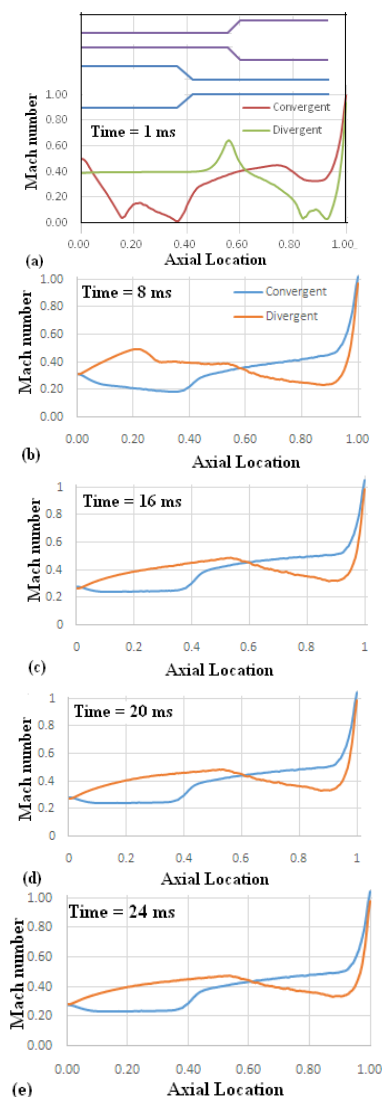 1.00
0.80
0.60
0.40
0.20
0.00
Mach number
Time = 1 ms
Convergent
Divergent
0.00 0.20 0.40 0.60 0.80 1.00
(a)
Axial Location
1.00
0.80
0.60
0.40
0.20
0.00
Mach number
Time = 8 ms
Convergent
Divergent
0.00 0.20 0.40 0.60 0.80 1.00
(b)
Axial Location
1
0.8
0.6
0.4
0.2
0
Mach number
Time = 16 ms
0 0.2 0.4 0.6 0.8 1
(c)
Axial Location
1
0.8
0.6
0.4
0.2
0
Mach number
Time = 20 ms
0 0.2 0.4 0.6 0.8 1
(d)
Axial Location
1.00
0.80
0.60
0.40
0.20
0.00
Mach number
Time = 24 ms
0.00 0.20 0.40 0.60 0.80 1.00
(e)
Axial Location